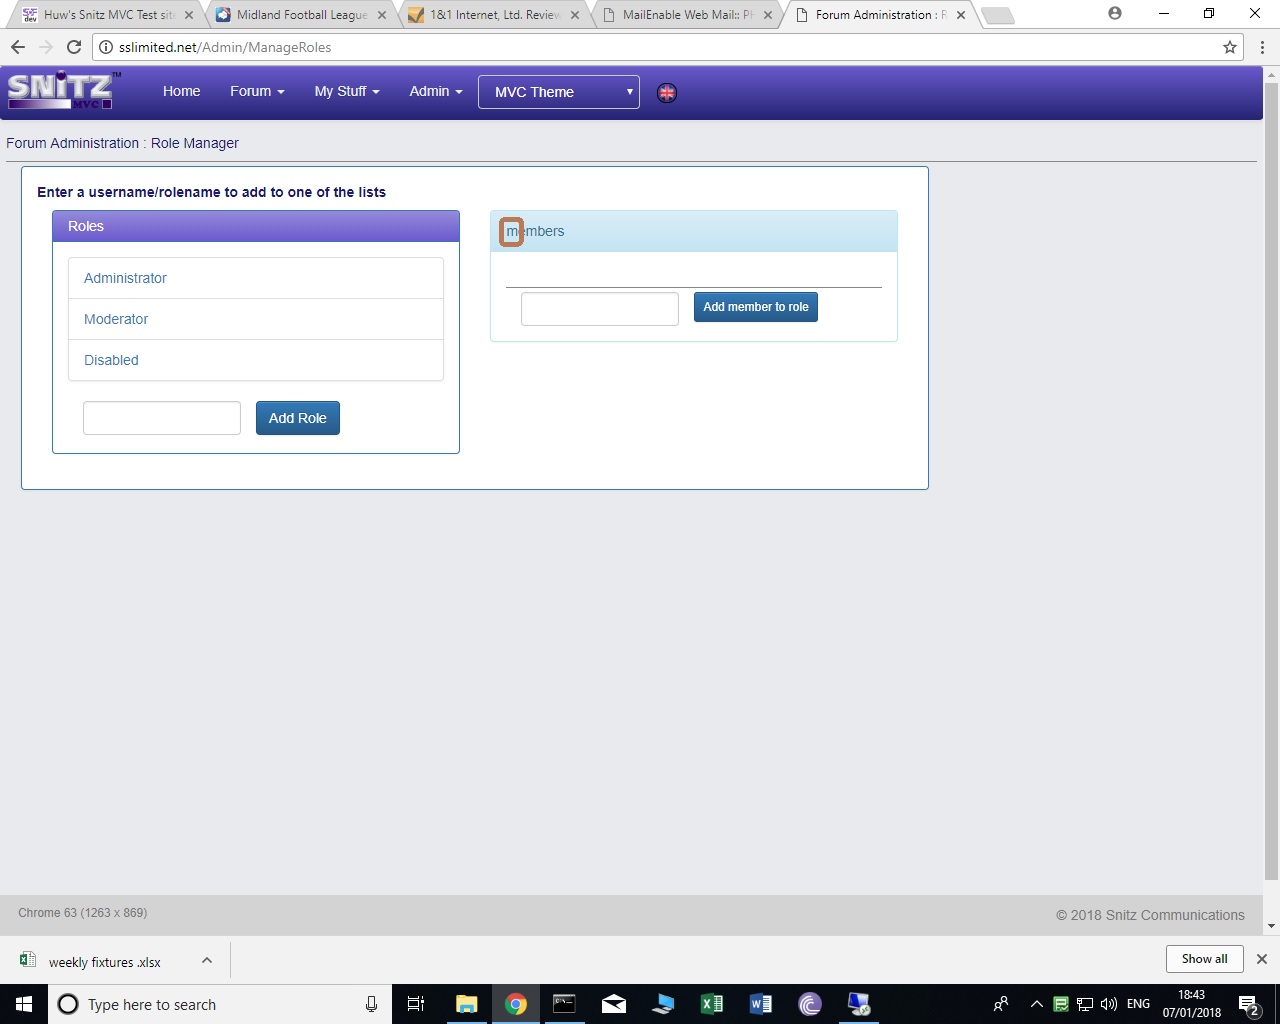 Huw's Snitz MVC Test sit
Midland Football League
1&1 Internet, Ltd. Review
MailEnable Web Mail:: P
Forum Administration : R
sslimited.net/Admin/ManageRoles
SNiTZ™
MVC
Home
Forum
My Stuff
Admin
MVC Theme
Forum Administration : Role Manager
Enter a username/rolename to add to one of the lists
Roles
Administrator
Moderator
Disabled
Add Role
members
Add member to role
Chrome 63 (1263 x 869)
© 2018 Snitz Communications
weekly fixtures .xlsx
Show all
Type here to search
ENG
18:43
07/01/2018
2